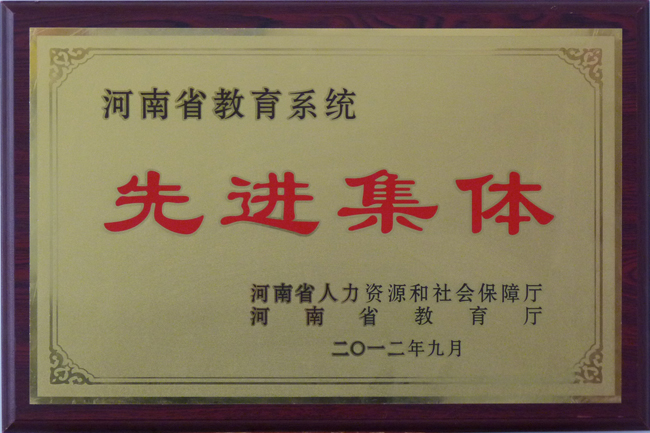 河南省教育系统
先进集体
河南省人力资源和社会保障厅
河南省教育厅
二〇一二年九月